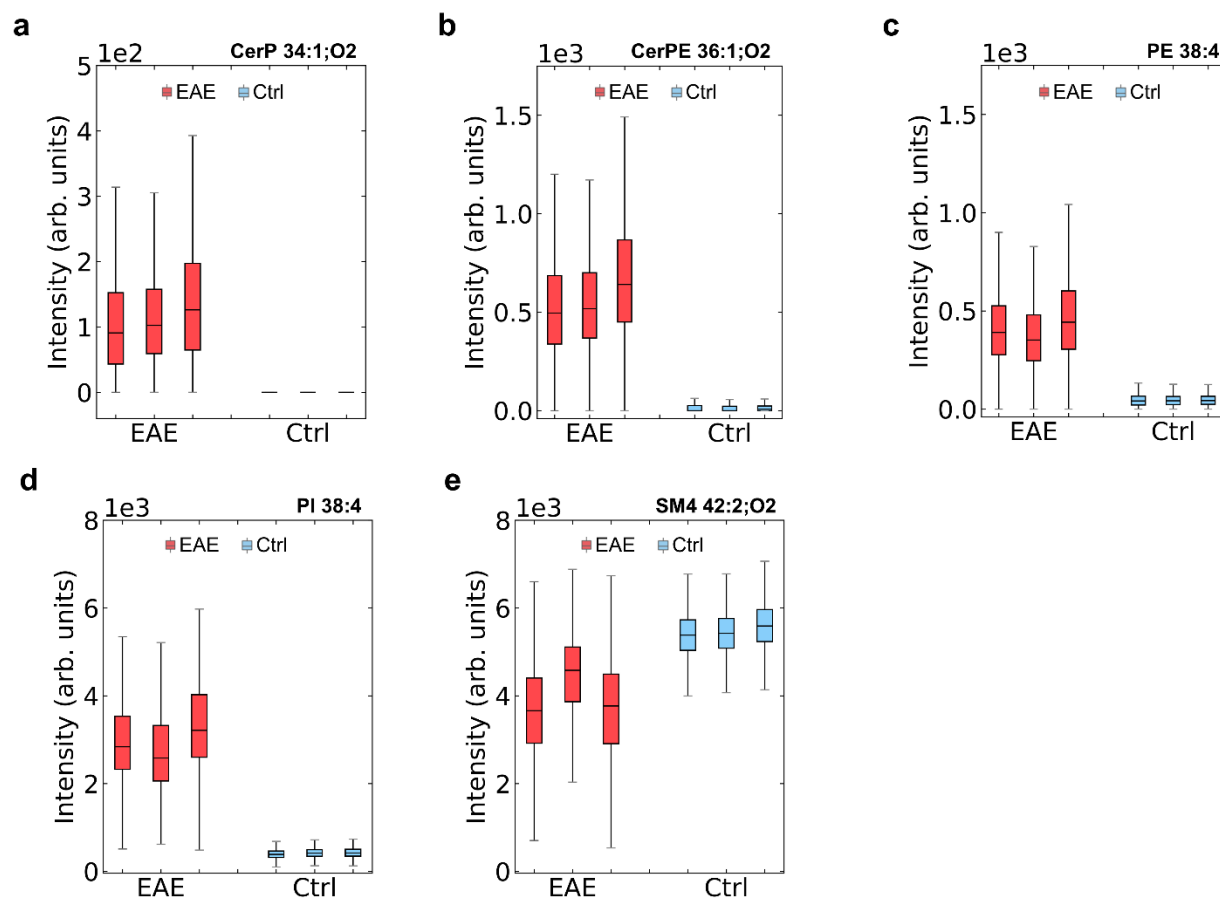 a
1e2
CerP 34:1;O2
EAE
Ctrl
Intensity (arb. units)
5
4
3
2
1
0
EAE
Ctrl
b
1e3
CerPE 36:1;O2
EAE
Ctrl
Intensity (arb. units)
1.5
1.0
0.5
0.0
EAE
Ctrl
c
1e3
PE 38:4
EAE
Ctrl
Intensity (arb. units)
1.5
1.0
0.5
0.0
EAE
Ctrl
d
1e3
PI 38:4
EAE
Ctrl
Intensity (arb. units)
8
6
4
2
0
EAE
Ctrl
e
1e3
SM4 42:2;O2
EAE
Ctrl
Intensity (arb. units)
8
6
4
2
0
EAE
Ctrl